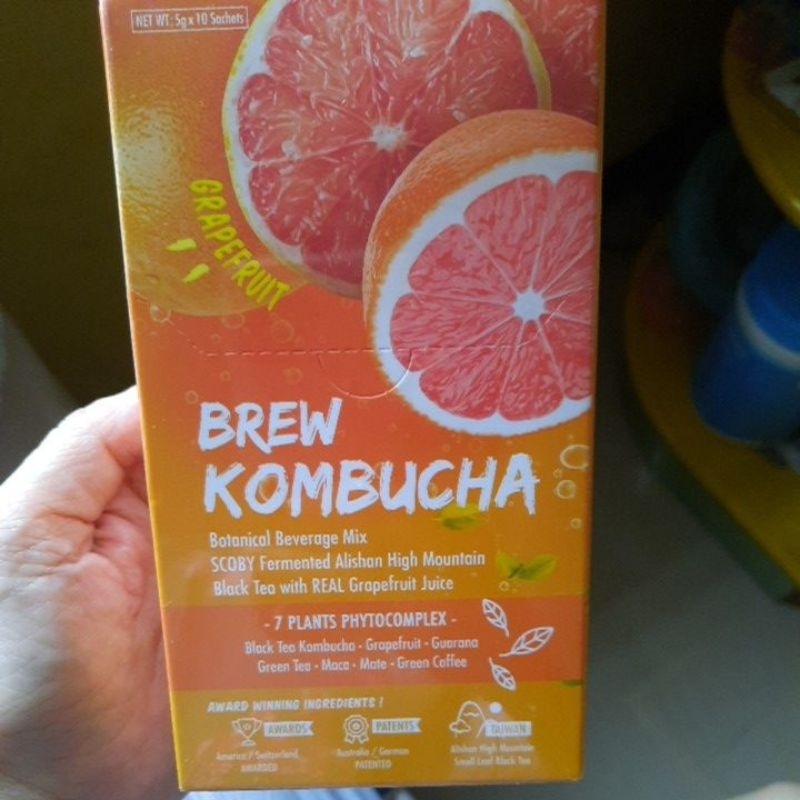 NET WT: 5g x 10 Sachets
GRAPEFRUIT
BREW
KOMBUCHA
Botanical Beverage Mix
SCOBY Fermented Alishan High Mountain
Black Tea with REAL Grapefruit Juice
- 7 PLANTS PHYTOCOMPLEX -
Black Tea Kombucha • Grapefruit • Guarana
Green Tea • Maca • Mate • Green Coffee
AWARD WINNING INGREDIENTS !
AWARDS
America / Switzerland
AWARDED
PATENTS
Australia / German
PATENTED
TAIWAN
Alishan High Mountain
Small Leaf Black Tea